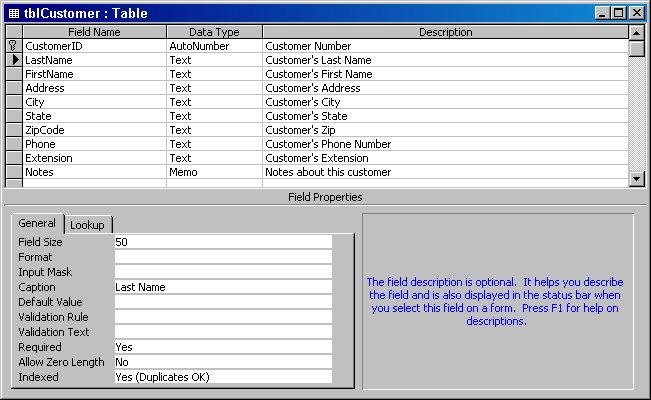 tblCustomer : Table
Field Name Data Type Description
CustomerID AutoNumber Customer Number
LastName Text Customer's Last Name
FirstName Text Customer's First Name
Address Text Customer's Address
City Text Customer's City
State Text Customer's State
ZipCode Text Customer's Zip
Phone Text Customer's Phone Number
Extension Text Customer's Extension
Notes Memo Notes about this customer
Field Properties
General Lookup
Field Size 50
Format
Input Mask
Caption Last Name
Default Value
Validation Rule
Validation Text
Required Yes
Allow Zero Length No
Indexed Yes (Duplicates OK)
The field description is optional. It helps you describe
the field and is also displayed in the status bar when
you select this field on a form. Press F1 for help on
descriptions.